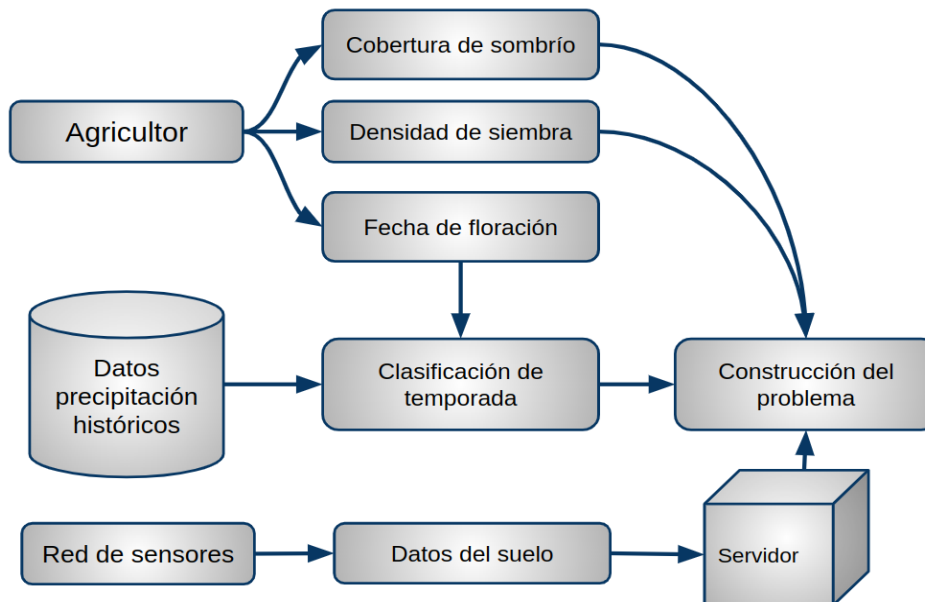 Cobertura de sombrío
Agricultor
Densidad de siembra
Fecha de floración
Datos
precipitación
históricos
Clasificación de
temporada
Construcción del
problema
Red de sensores
Datos del suelo
Servidor